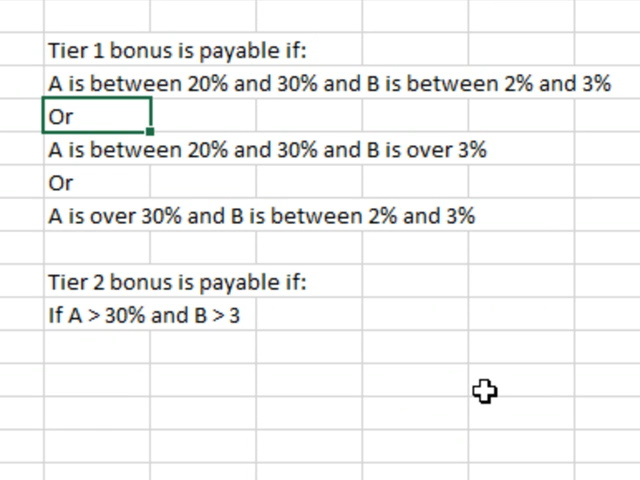 Tier 1 bonus is payable if:
A is between 20% and 30% and B is between 2% and 3%
Or
A is between 20% and 30% and B is over 3%
Or
A is over 30% and B is between 2% and 3%
Tier 2 bonus is payable if:
If A > 30% and B > 3